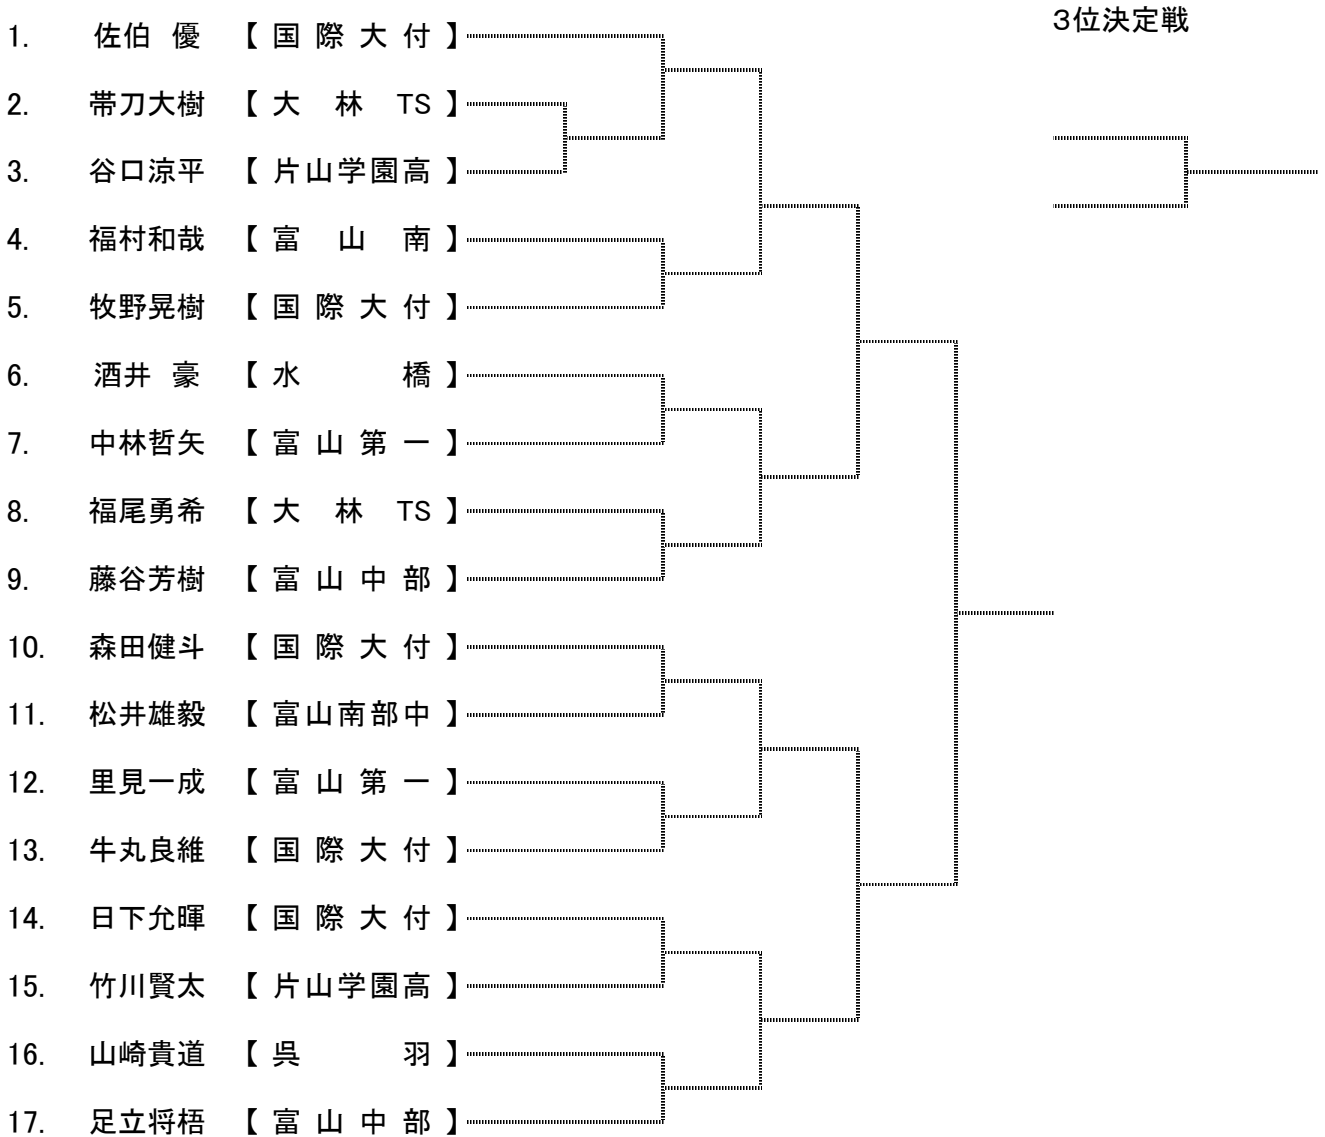 3位決定戦
1. 佐伯 優 【 国 際 大 付 】
2. 帯刀大樹 【 大 林 TS 】
3. 谷口涼平 【 片山学園高 】
4. 福村和哉 【 富 山 南 】
5. 牧野晃樹 【 国 際 大 付 】
6. 酒井 豪 【 水 橋 】
7. 中林哲矢 【 富 山 第 一 】
8. 福尾勇希 【 大 林 TS 】
9. 藤谷芳樹 【 富 山 中 部 】
10. 森田健斗 【 国 際 大 付 】
11. 松井雄毅 【 富山南部中 】
12. 里見一成 【 富 山 第 一 】
13. 牛丸良維 【 国 際 大 付 】
14. 日下允暉 【 国 際 大 付 】
15. 竹川賢太 【 片山学園高 】
16. 山崎貴道 【 呉 羽 】
17. 足立将梧 【 富 山 中 部 】